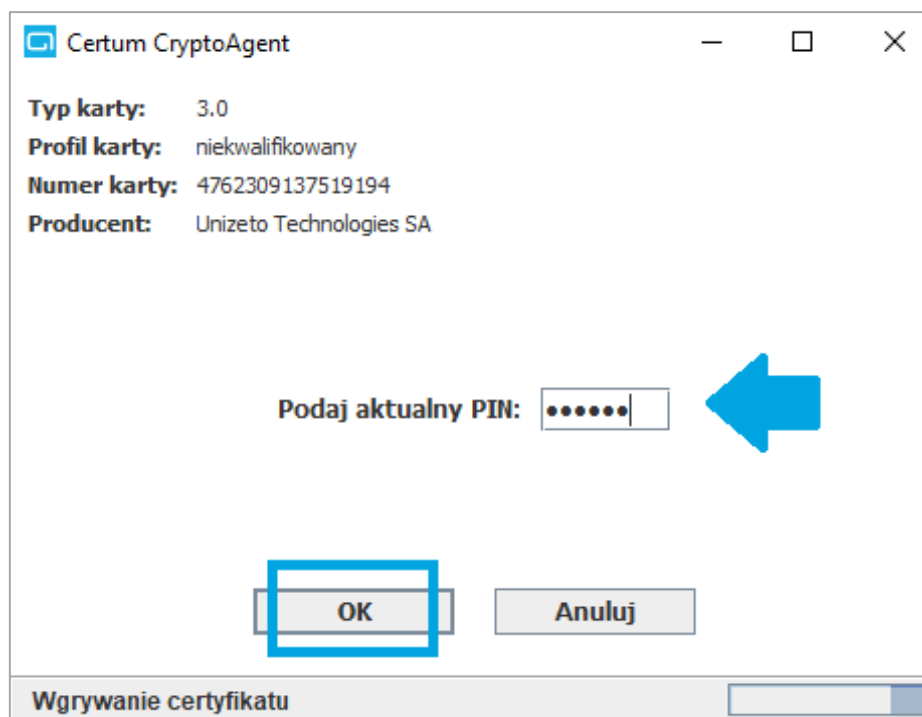 Certum CryptoAgent
Typ karty: 3.0
Profil karty: niekwalifikowany
Numer karty: 4762309137519194
Producent: Unizeto Technologies SA
Podaj aktualny PIN: ••••••
OK Anuluj
Wgrywanie certyfikatu